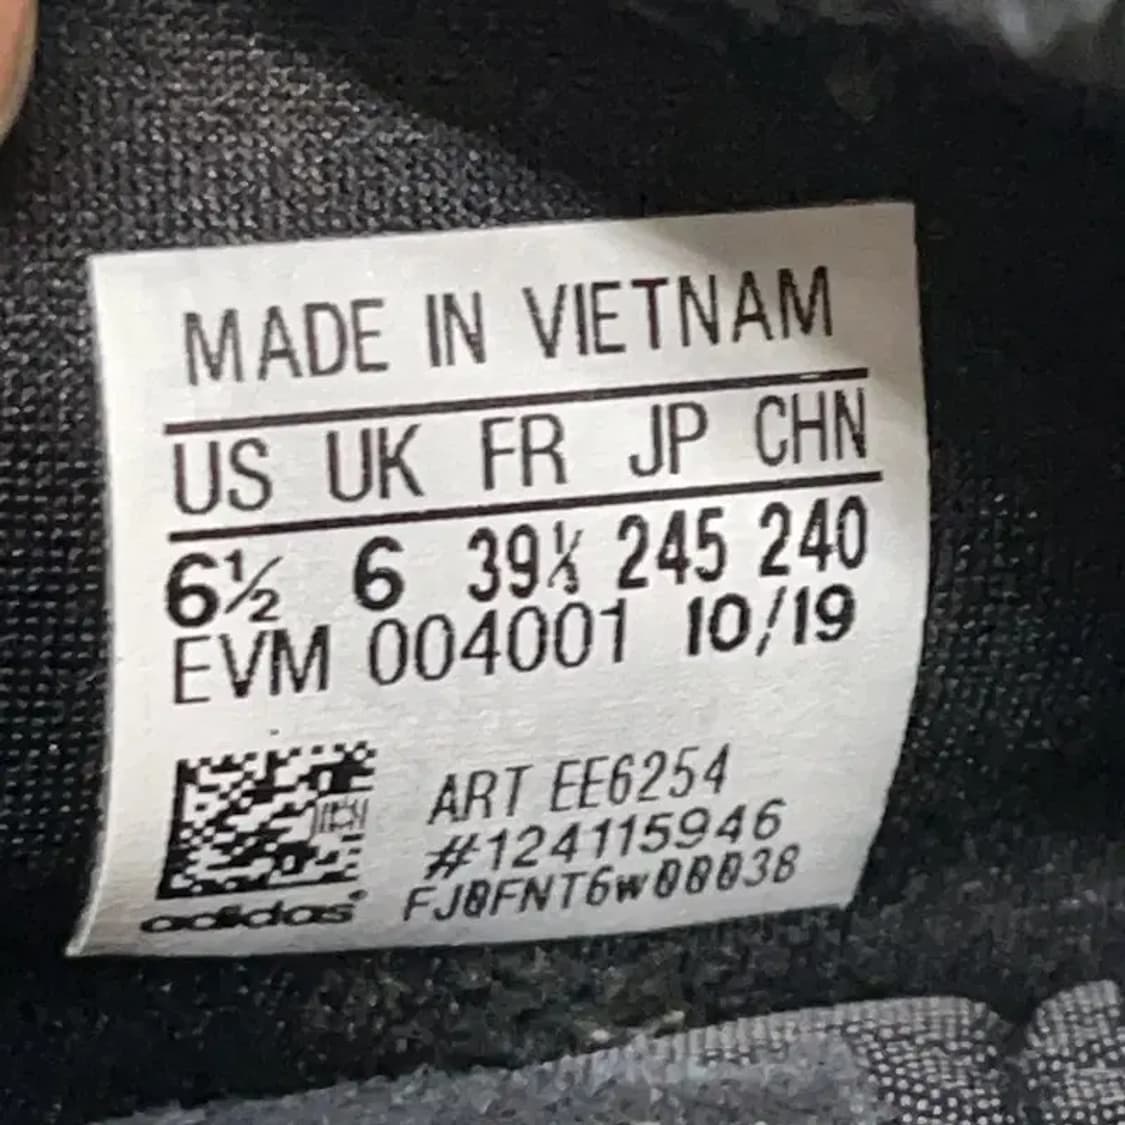 MADE IN VIETNAM
US UK FR JP CHN
6½ 6 39⅓ 245 240
EVM 004001 10/19
ART EE6254
#124115946
FJ0FNT6w00038
adidas